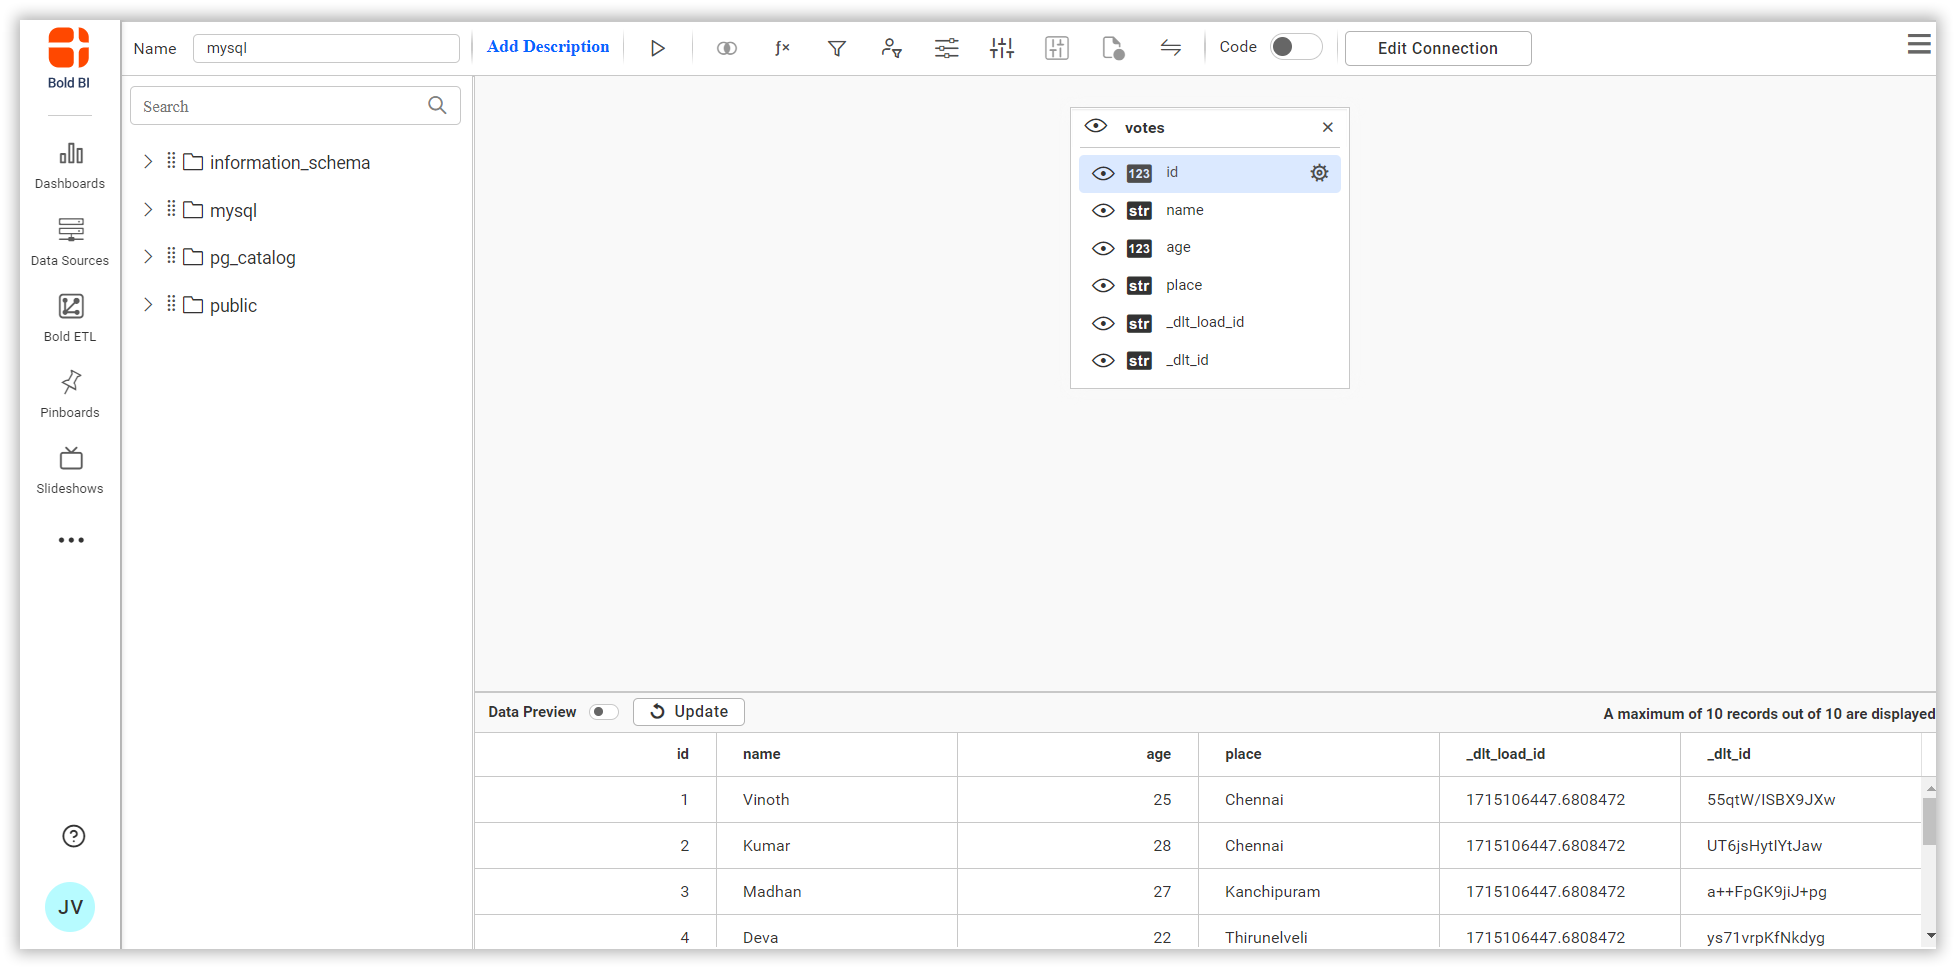 Bold BI
Name
mysql
Add Description
ƒ×
Code
Edit Connection
Search
information_schema
mysql
pg_catalog
public
Dashboards
Data Sources
Bold ETL
Pinboards
Slideshows
?
JV
votes
123 id
str name
123 age
str place
str _dlt_load_id
str _dlt_id
Data Preview
Update
A maximum of 10 records out of 10 are displayed
id name age place _dlt_load_id _dlt_id
1 Vinoth 25 Chennai 1715106447.6808472 55qtW/ISBX9JXw
2 Kumar 28 Chennai 1715106447.6808472 UT6jsHytIYtJaw
3 Madhan 27 Kanchipuram 1715106447.6808472 a++FpGK9jiJ+pg
4 Deva 22 Thirunelveli 1715106447.6808472 ys71vrpKfNkdyg